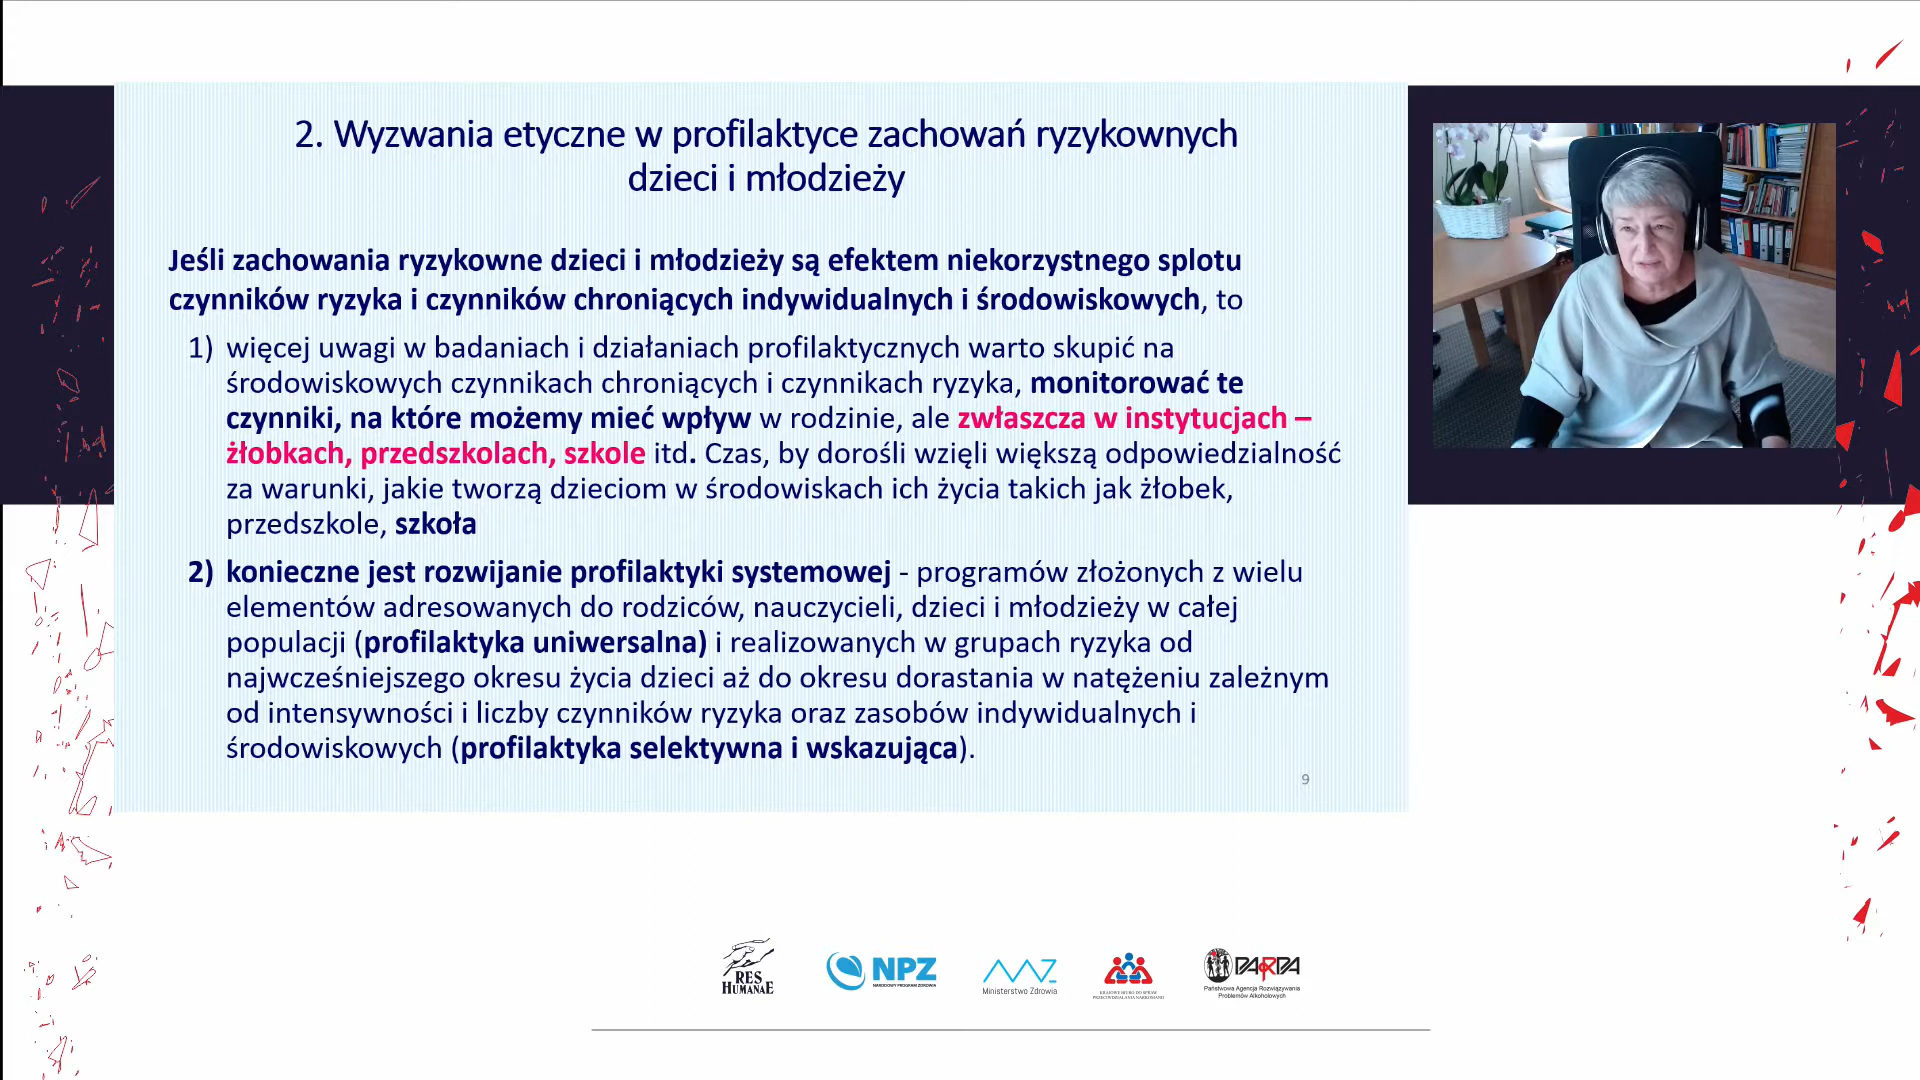 2. Wyzwania etyczne w profilaktyce zachowań ryzykownych
dzieci i młodzieży
Jeśli zachowania ryzykowne dzieci i młodzieży są efektem niekorzystnego splotu
czynników ryzyka i czynników chroniących indywidualnych i środowiskowych, to
1) więcej uwagi w badaniach i działaniach profilaktycznych warto skupić na
środowiskowych czynnikach chroniących i czynnikach ryzyka, monitorować te
czynniki, na które możemy mieć wpływ w rodzinie, ale zwłaszcza w instytucjach –
żłobkach, przedszkolach, szkole itd. Czas, by dorośli wzięli większą odpowiedzialność
za warunki, jakie tworzą dzieciom w środowiskach ich życia takich jak żłobek,
przedszkole, szkoła
2) konieczne jest rozwijanie profilaktyki systemowej - programów złożonych z wielu
elementów adresowanych do rodziców, nauczycieli, dzieci i młodzieży w całej
populacji (profilaktyka uniwersalna) i realizowanych w grupach ryzyka od
najwcześniejszego okresu życia dzieci aż do okresu dorastania w natężeniu zależnym
od intensywności i liczby czynników ryzyka oraz zasobów indywidualnych i
środowiskowych (profilaktyka selektywna i wskazująca).
9
RES
HUMANAE
NPZ
NARODOWY PROGRAM ZDROWIA
Ministerstwo Zdrowia
KRAJOWE BIURO DO SPRAW
PRZECIWDZIAŁANIA NARKOMANII
PARPA
Państwowa Agencja Rozwiązywania
Problemów Alkoholowych